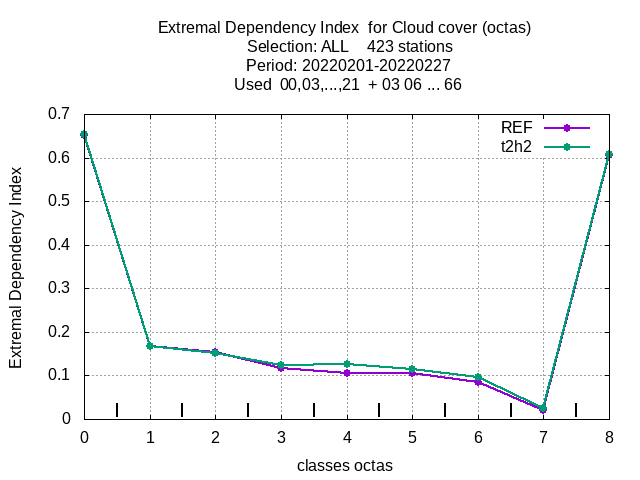 Extremal Dependency Index  for Cloud cover (octas)
Selection: ALL    423 stations
Period: 20220201-20220227
Used  00,03,...,21  + 03 06 ... 66
REF
t2h2
Extremal Dependency Index
0.7
0.6
0.5
0.4
0.3
0.2
0.1
0
0 1 2 3 4 5 6 7 8
classes octas